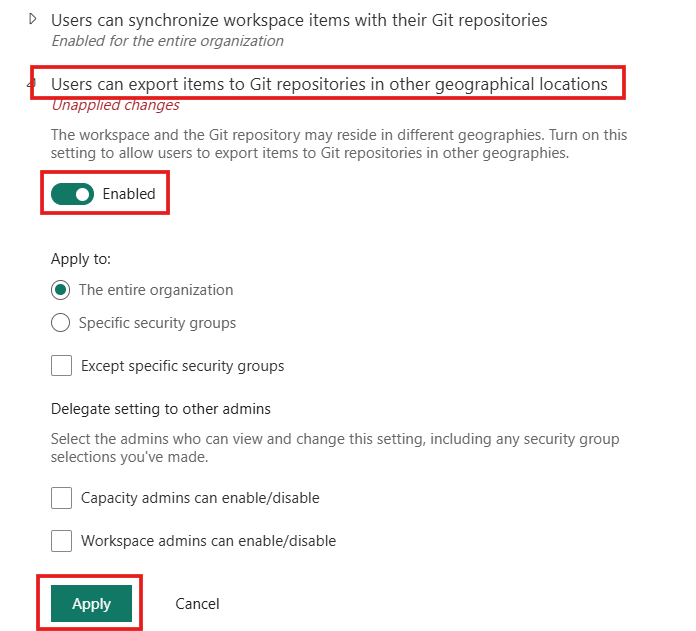 Users can synchronize workspace items with their Git repositories
Enabled for the entire organization
Users can export items to Git repositories in other geographical locations
Unapplied changes
The workspace and the Git repository may reside in different geographies. Turn on this
setting to allow users to export items to Git repositories in other geographies.
Enabled
Apply to:
The entire organization
Specific security groups
Except specific security groups
Delegate setting to other admins
Select the admins who can view and change this setting, including any security group
selections you've made.
Capacity admins can enable/disable
Workspace admins can enable/disable
Apply
Cancel